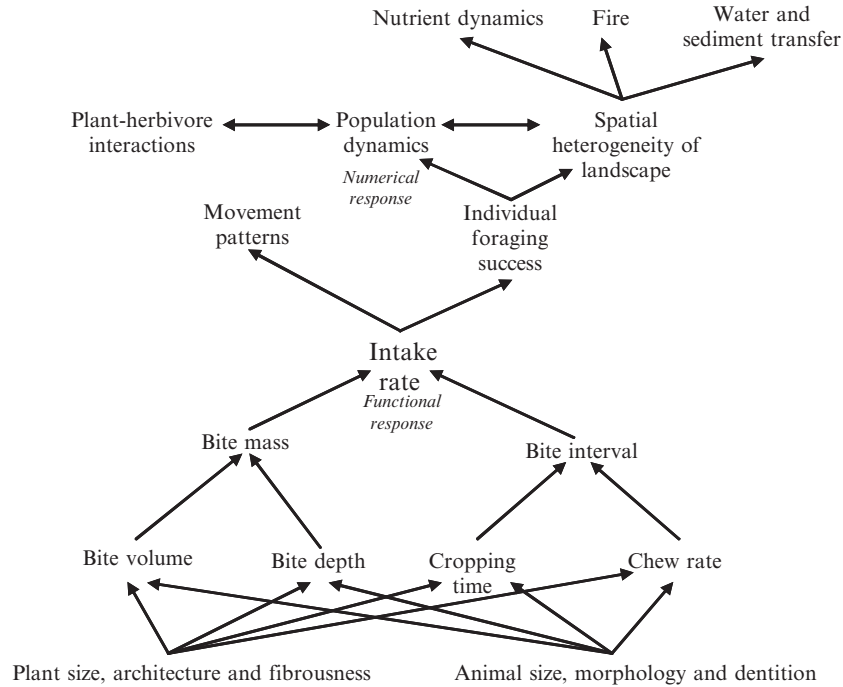 Nutrient dynamics
Fire
Water and
sediment transfer
Plant-herbivore
interactions
Population
dynamics
Numerical
response
Spatial
heterogeneity of
landscape
Movement
patterns
Individual
foraging
success
Intake
rate
Functional
response
Bite mass
Bite interval
Bite volume
Bite depth
Cropping
time
Chew rate
Plant size, architecture and fibrousness
Animal size, morphology and dentition